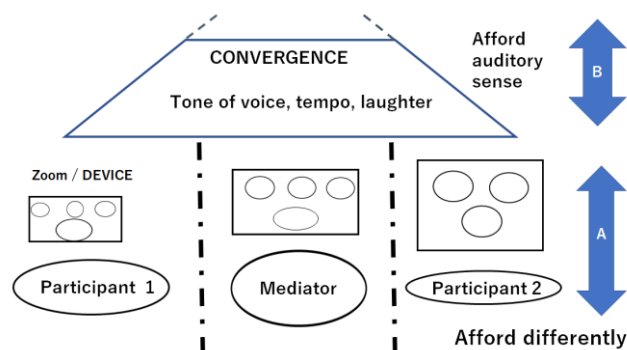 CONVERGENCE
Tone of voice, tempo, laughter
Afford
auditory
sense
B
Zoom / DEVICE
A
Participant 1
Mediator
Participant 2
Afford differently